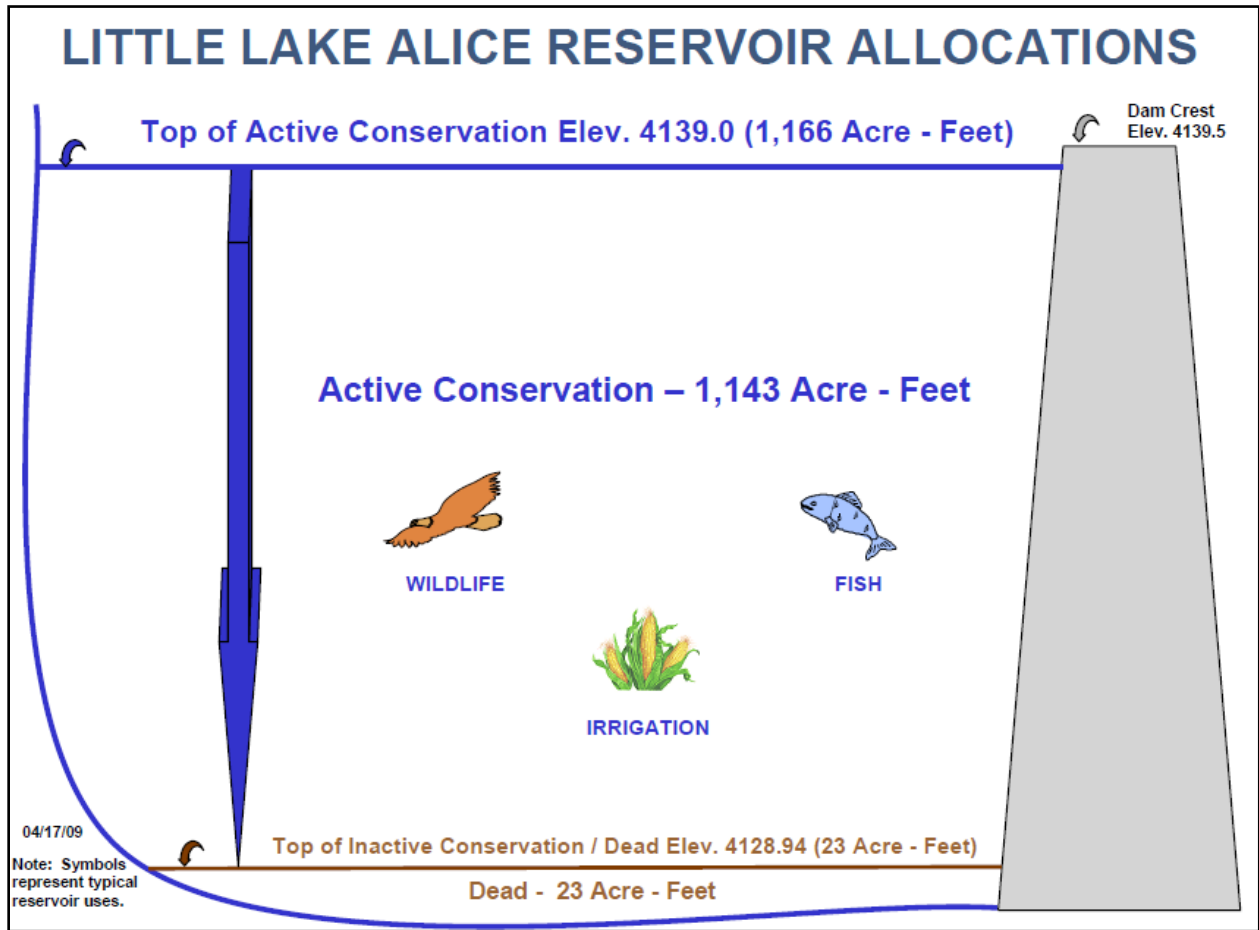 LITTLE LAKE ALICE RESERVOIR ALLOCATIONS
Top of Active Conservation Elev. 4139.0 (1,166 Acre - Feet)
Dam Crest
Elev. 4139.5
Active Conservation – 1,143 Acre - Feet
WILDLIFE
FISH
IRRIGATION
04/17/09
Note:  Symbols
represent typical
reservoir uses.
Top of Inactive Conservation / Dead Elev. 4128.94 (23 Acre - Feet)
Dead -  23 Acre - Feet